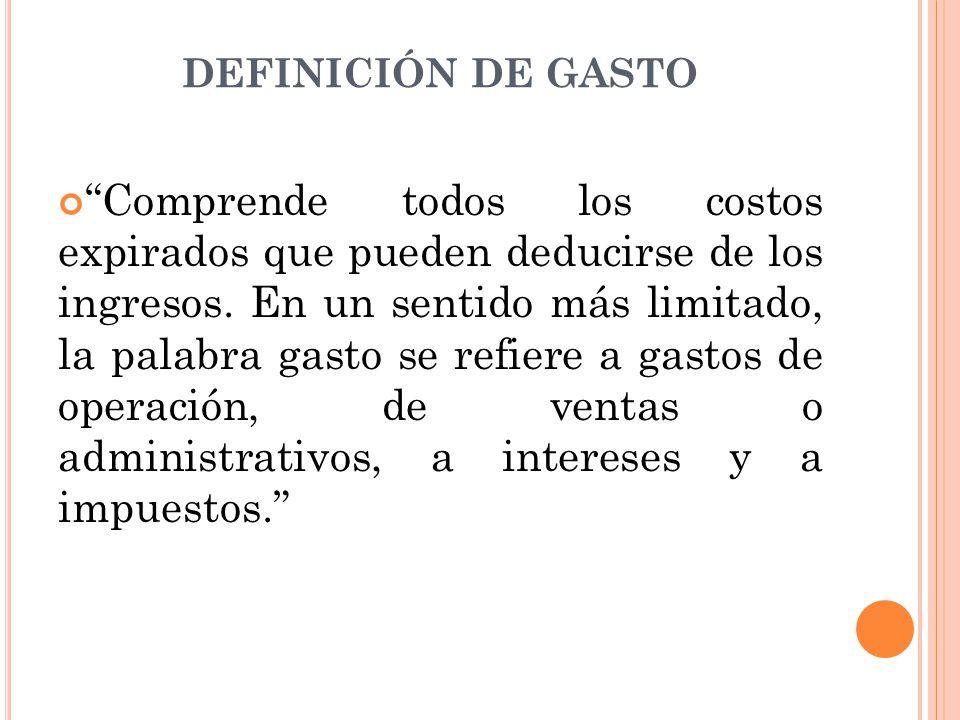 DEFINICIÓN DE GASTO
“Comprende todos los costos
expirados que pueden deducirse de los
ingresos. En un sentido más limitado,
la palabra gasto se refiere a gastos de
operación, de ventas o
administrativos, a intereses y a
impuestos.”